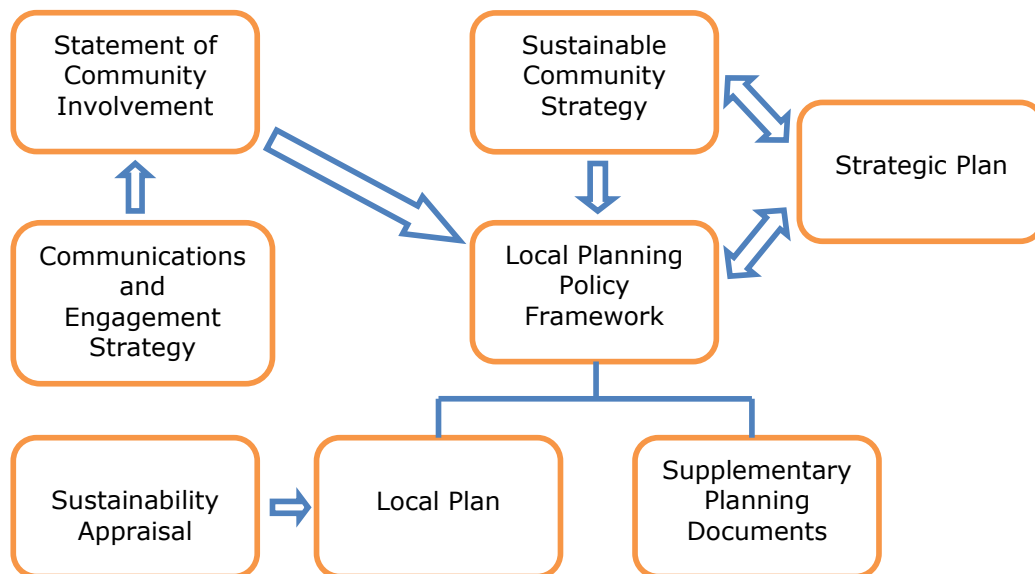 Statement of
Community
Involvement
Sustainable
Community
Strategy
Strategic Plan
Communications
and
Engagement
Strategy
Local Planning
Policy
Framework
Sustainability
Appraisal
Local Plan
Supplementary
Planning
Documents